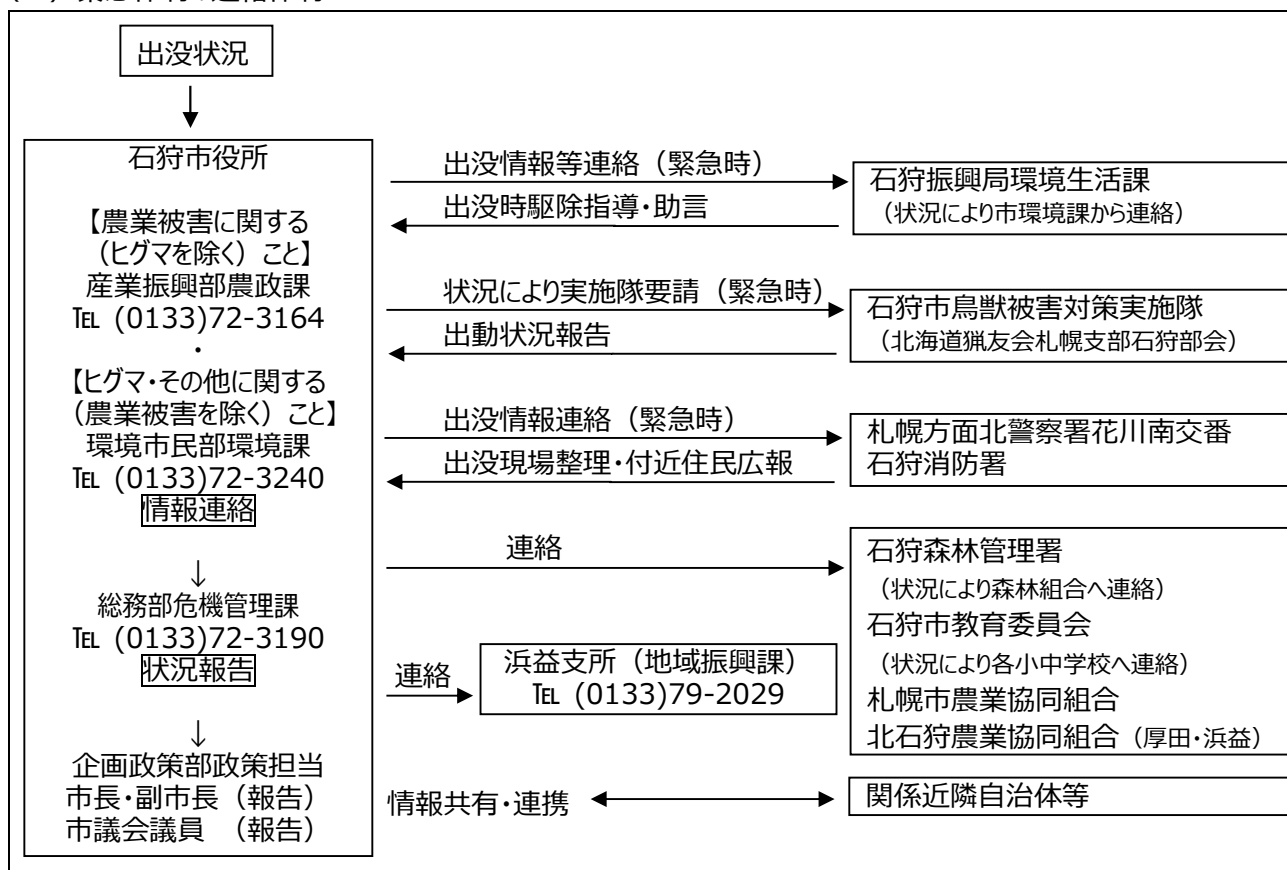 出没状況
石狩市役所
【農業被害に関する
（ヒグマを除く）こと】
産業振興部農政課
℡ (0133)72-3164
・
【ヒグマ・その他に関する
（農業被害を除く）こと】
環境市民部環境課
℡ (0133)72-3240
情報連絡
↓
総務部危機管理課
℡ (0133)72-3190
状況報告
↓
企画政策部政策担当
市長・副市長（報告）
市議会議員　（報告）
出没情報等連絡（緊急時）
出没時駆除指導・助言
石狩振興局環境生活課
（状況により市環境課から連絡）
状況により実施隊要請（緊急時）
出動状況報告
石狩市鳥獣被害対策実施隊
（北海道猟友会札幌支部石狩部会）
出没情報連絡（緊急時）
出没現場整理・付近住民広報
札幌方面北警察署花川南交番
石狩消防署
連絡
石狩森林管理署
（状況により森林組合へ連絡）
石狩市教育委員会
（状況により各小中学校へ連絡）
札幌市農業協同組合
北石狩農業協同組合（厚田・浜益）
連絡
浜益支所（地域振興課）
℡ (0133)79-2029
情報共有・連携
関係近隣自治体等